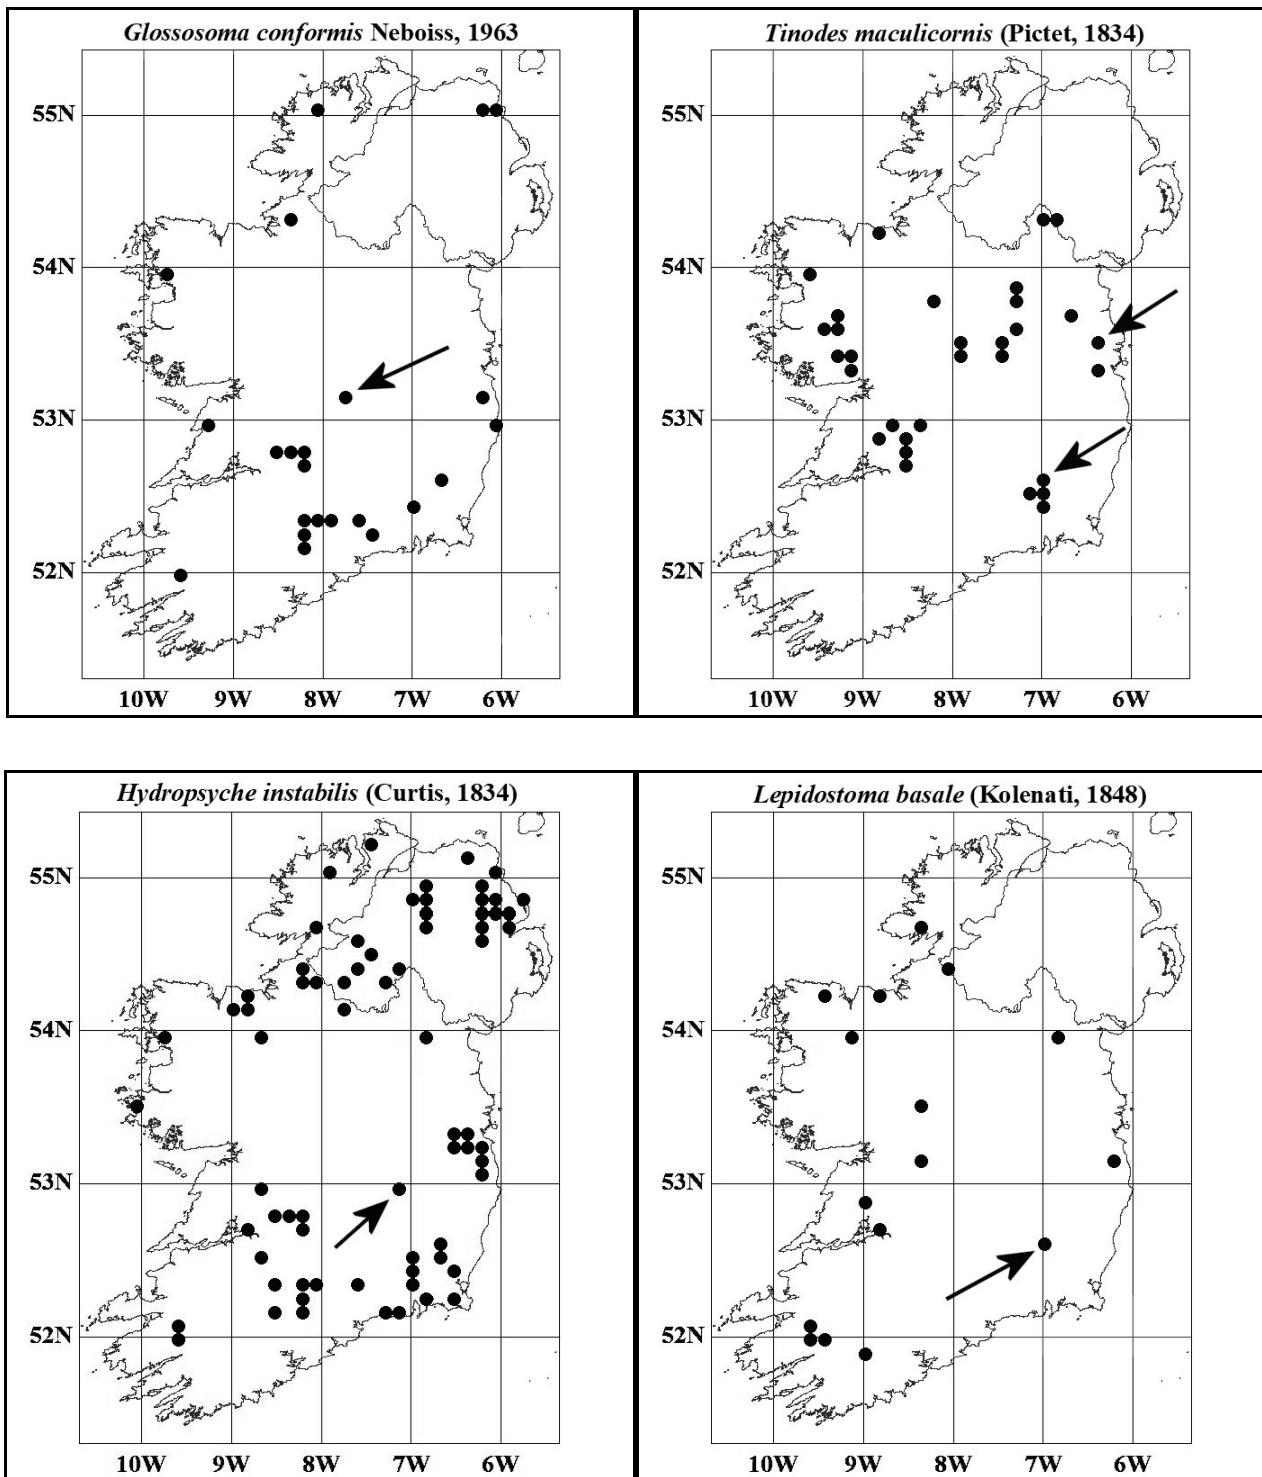 Glossosoma conformis Neboiss, 1963
55N
54N
53N
52N
10W 9W 8W 7W 6W
Tinodes maculicornis (Pictet, 1834)
55N
54N
53N
52N
10W 9W 8W 7W 6W
Hydropsyche instabilis (Curtis, 1834)
55N
54N
53N
52N
10W 9W 8W 7W 6W
Lepidostoma basale (Kolenati, 1848)
55N
54N
53N
52N
10W 9W 8W 7W 6W